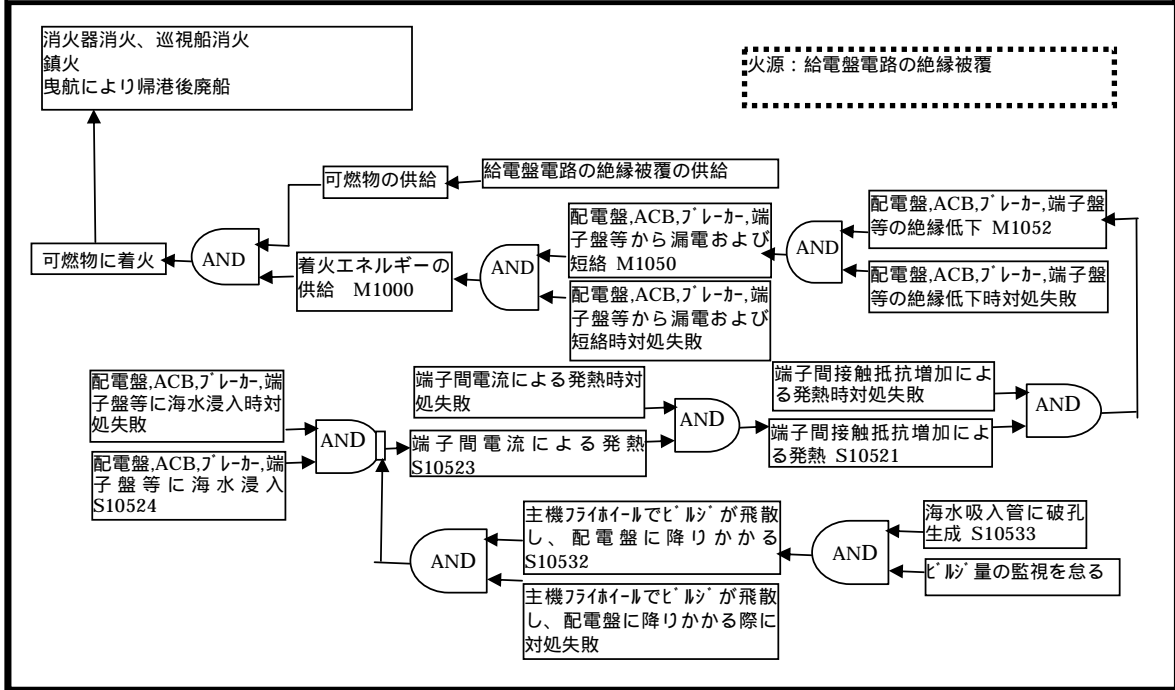 消火器消火、巡視船消火
鎮火
曳航により帰港後廃船
火源：給電盤電路の絶縁被覆
可燃物の供給
給電盤電路の絶縁被覆の供給
可燃物に着火
AND
着火エネルギーの
供給　M1000
AND
配電盤,ACB,ﾌﾞﾚｰｶｰ,端
子盤等から漏電および
短絡 M1050
配電盤,ACB,ﾌﾞﾚｰｶｰ,端
子盤等から漏電および
短絡時対処失敗
AND
配電盤,ACB,ﾌﾞﾚｰｶｰ,端子盤
等の絶縁低下 M1052
配電盤,ACB,ﾌﾞﾚｰｶｰ,端子盤
等の絶縁低下時対処失敗
配電盤,ACB,ﾌﾞﾚｰｶｰ,端
子盤等に海水浸入時対
処失敗
配電盤,ACB,ﾌﾞﾚｰｶｰ,端
子盤等に海水浸入
S10524
AND
端子間電流による発熱時対
処失敗
端子間電流による発熱
S10523
AND
端子間接触抵抗増加によ
る発熱時対処失敗
端子間接触抵抗増加によ
る発熱 S10521
AND
AND
主機ﾌﾗｲﾎｲｰﾙでﾋﾞﾙｼﾞが飛散
し、配電盤に降りかかる
S10532
主機ﾌﾗｲﾎｲｰﾙでﾋﾞﾙｼﾞが飛散
し、配電盤に降りかかる際に
対処失敗
AND
海水吸入管に破孔
生成 S10533
ﾋﾞﾙｼﾞ量の監視を怠る